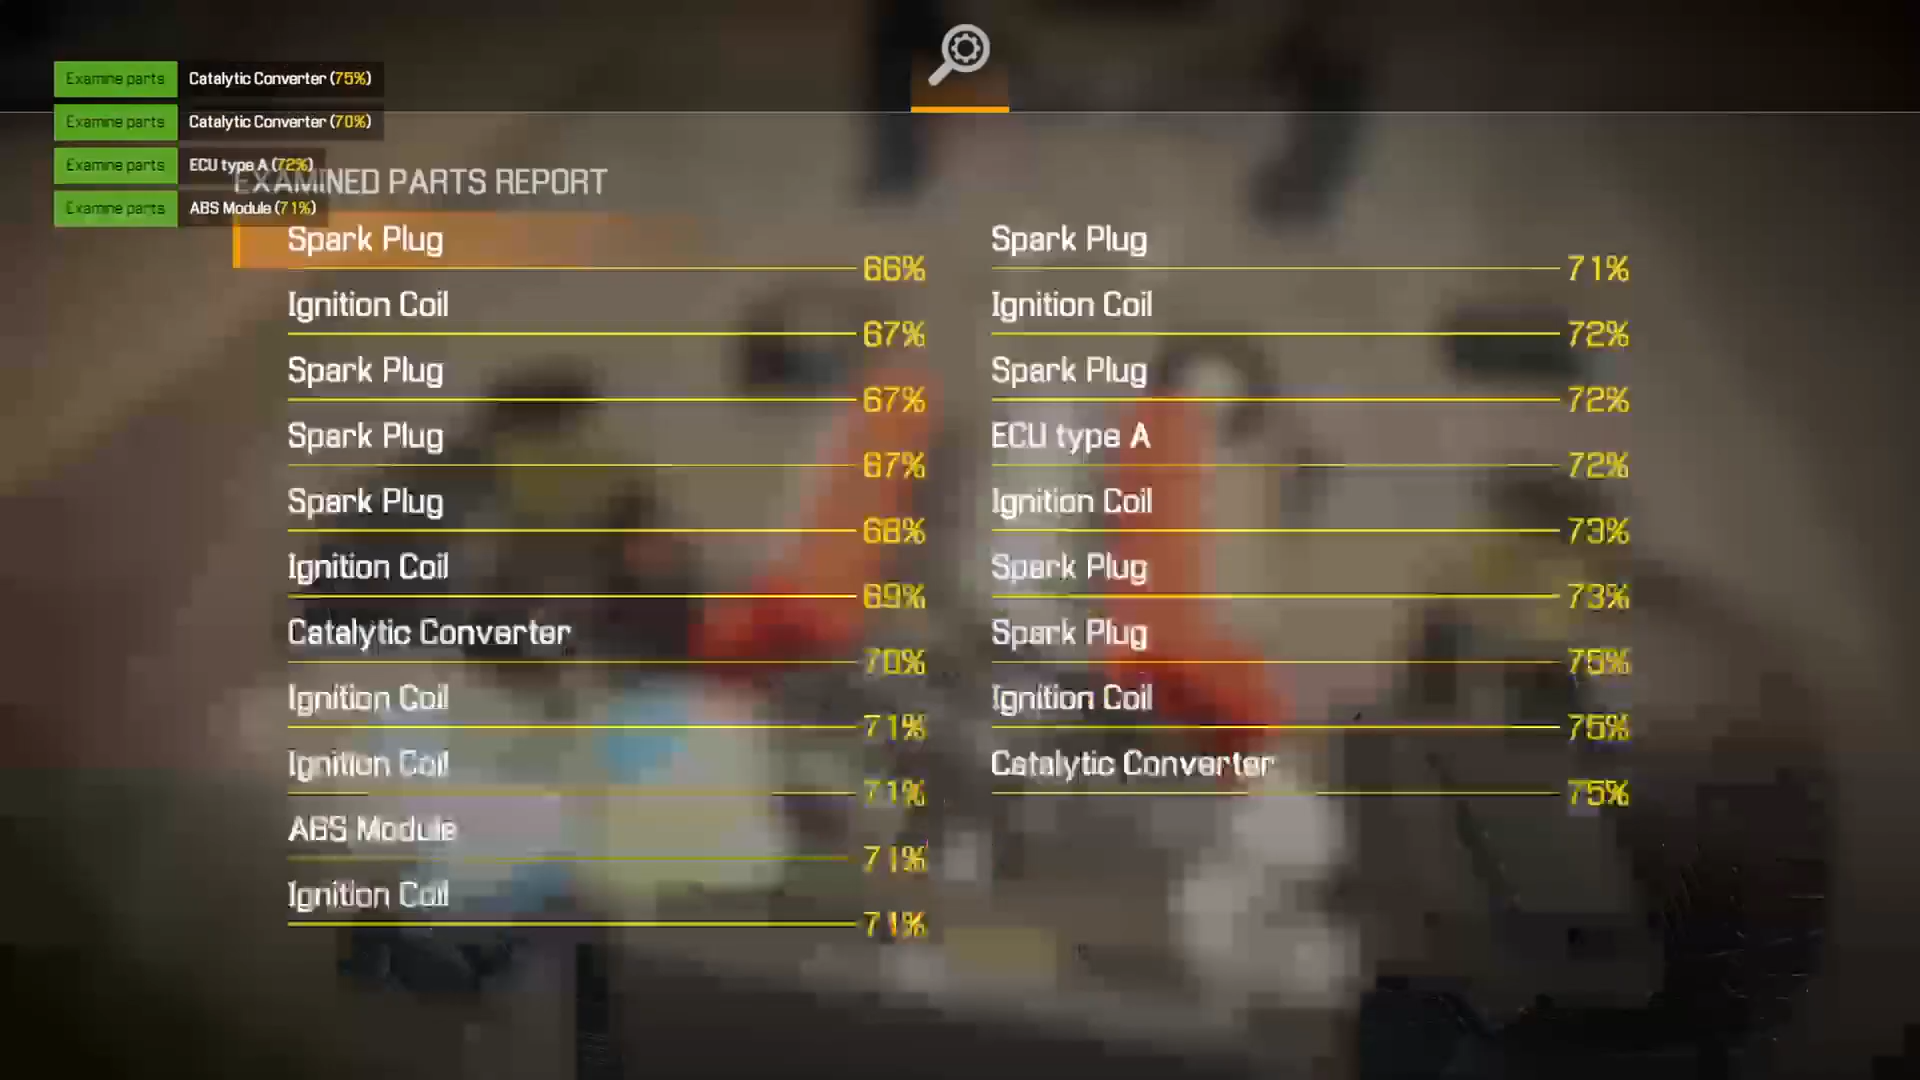 Examine parts Catalytic Converter (75%)
Examine parts Catalytic Converter (70%)
Examine parts ECU type A (72%)
Examine parts ABS Module (71%)
EXAMINED PARTS REPORT
Spark Plug 66%
Ignition Coil 67%
Spark Plug 67%
Spark Plug 67%
Spark Plug 68%
Ignition Coil 69%
Catalytic Converter 70%
Ignition Coil 71%
Ignition Coil 71%
ABS Module 71%
Ignition Coil 71%
Spark Plug 71%
Ignition Coil 72%
Spark Plug 72%
ECU type A 72%
Ignition Coil 73%
Spark Plug 73%
Spark Plug 75%
Ignition Coil 75%
Catalytic Converter 75%